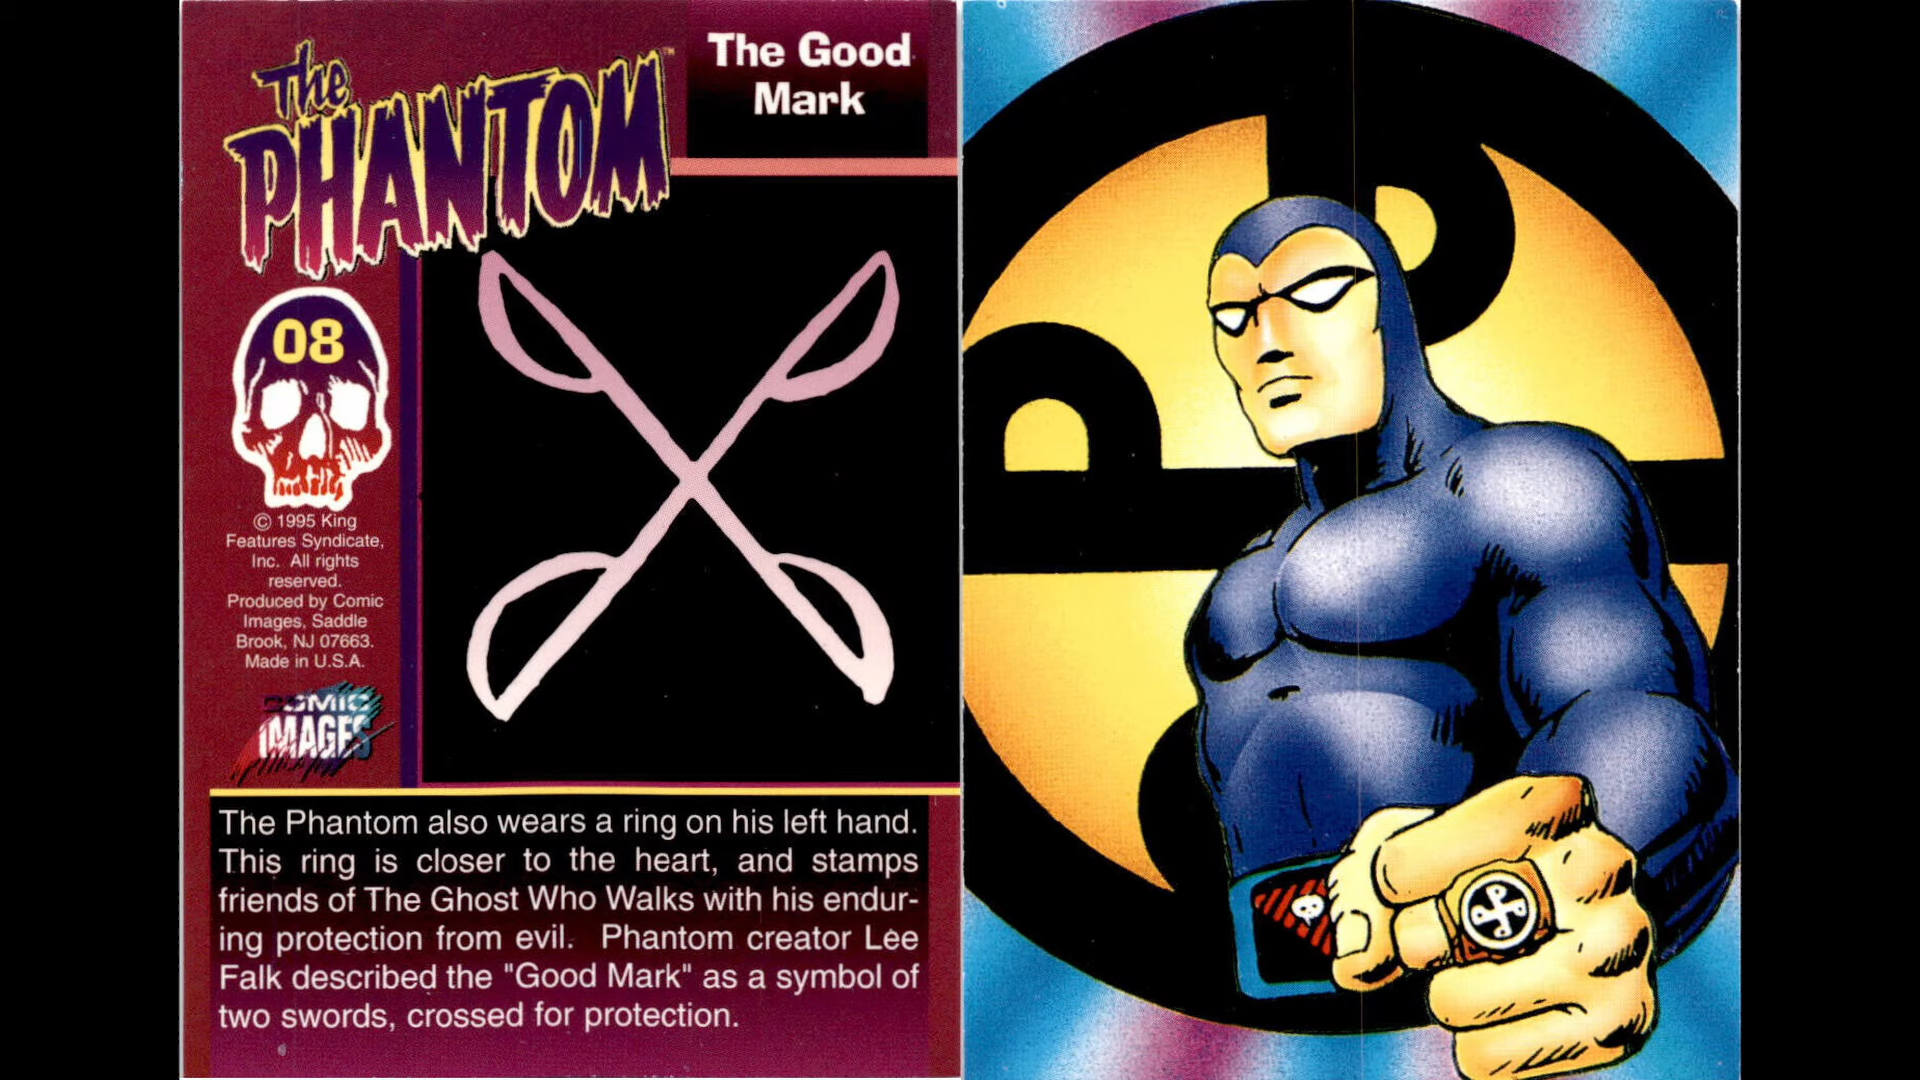 The
PHANTOM™
The Good
Mark
08
© 1995 King
Features Syndicate,
Inc. All rights
reserved.
Produced by Comic
Images, Saddle
Brook, NJ 07663.
Made in U.S.A.
COMIC
IMAGES
The Phantom also wears a ring on his left hand.
This ring is closer to the heart, and stamps
friends of The Ghost Who Walks with his endur-
ing protection from evil. Phantom creator Lee
Falk described the "Good Mark" as a symbol of
two swords, crossed for protection.